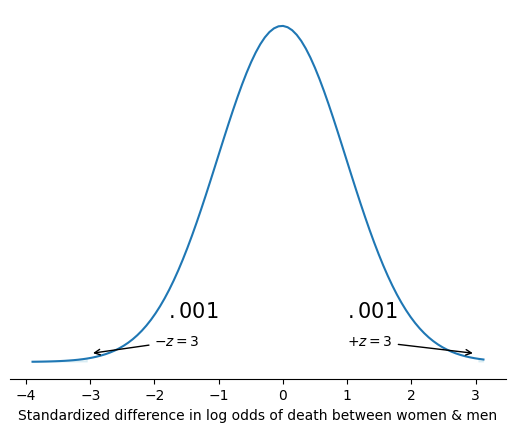 .001 .001
−z = 3 +z = 3
−4 −3 −2 −1 0 1 2 3
Standardized difference in log odds of death between women & men